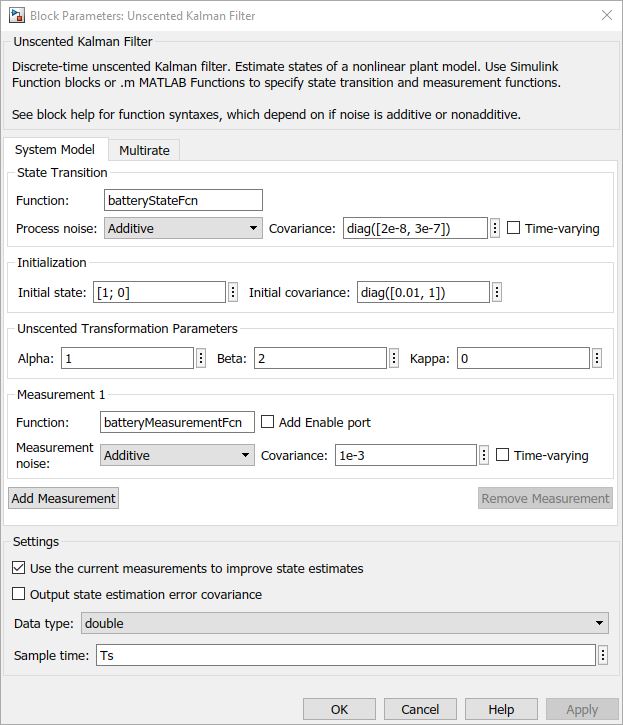 Block Parameters: Unscented Kalman Filter
Unscented Kalman Filter
Discrete-time unscented Kalman filter. Estimate states of a nonlinear plant model. Use Simulink
Function blocks or .m MATLAB Functions to specify state transition and measurement functions.
See block help for function syntaxes, which depend on if noise is additive or nonadditive.
System Model Multirate
State Transition
Function: batteryStateFcn
Process noise: Additive Covariance: diag([2e-8, 3e-7]) Time-varying
Initialization
Initial state: [1; 0] Initial covariance: diag([0.01, 1])
Unscented Transformation Parameters
Alpha: 1 Beta: 2 Kappa: 0
Measurement 1
Function: batteryMeasurementFcn Add Enable port
Measurement
noise: Additive Covariance: 1e-3 Time-varying
Add Measurement Remove Measurement
Settings
Use the current measurements to improve state estimates
Output state estimation error covariance
Data type: double
Sample time: Ts
OK Cancel Help Apply